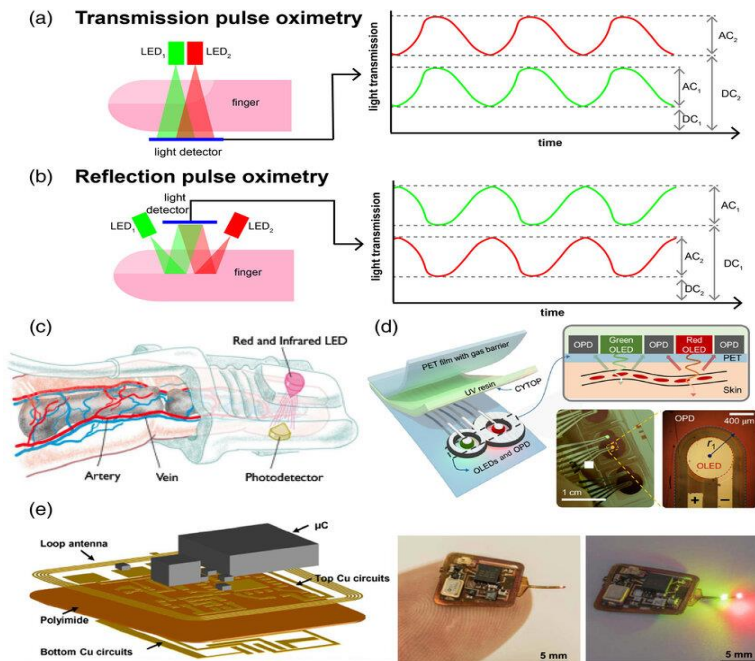 (a) Transmission pulse oximetry
LED₁
LED₂
finger
light detector
light transmission
time
AC₂
AC₁
DC₂
DC₁
(b) Reflection pulse oximetry
light
detector
LED₁
LED₂
finger
light transmission
time
AC₁
AC₂
DC₁
DC₂
(c)
Red and Infrared LED
Artery
Vein
Photodetector
(d)
PET film with gas barrier
UV resin
CYTOP
OLEDs and OPD
OPD
Green
OLED
OPD
Red
OLED
OPD
PET
Skin
1 cm
OPD
400 µm
r₁
OLED
+
−
(e)
Loop antenna
µC
Top Cu circuits
Polyimide
Bottom Cu circuits
5 mm
5 mm